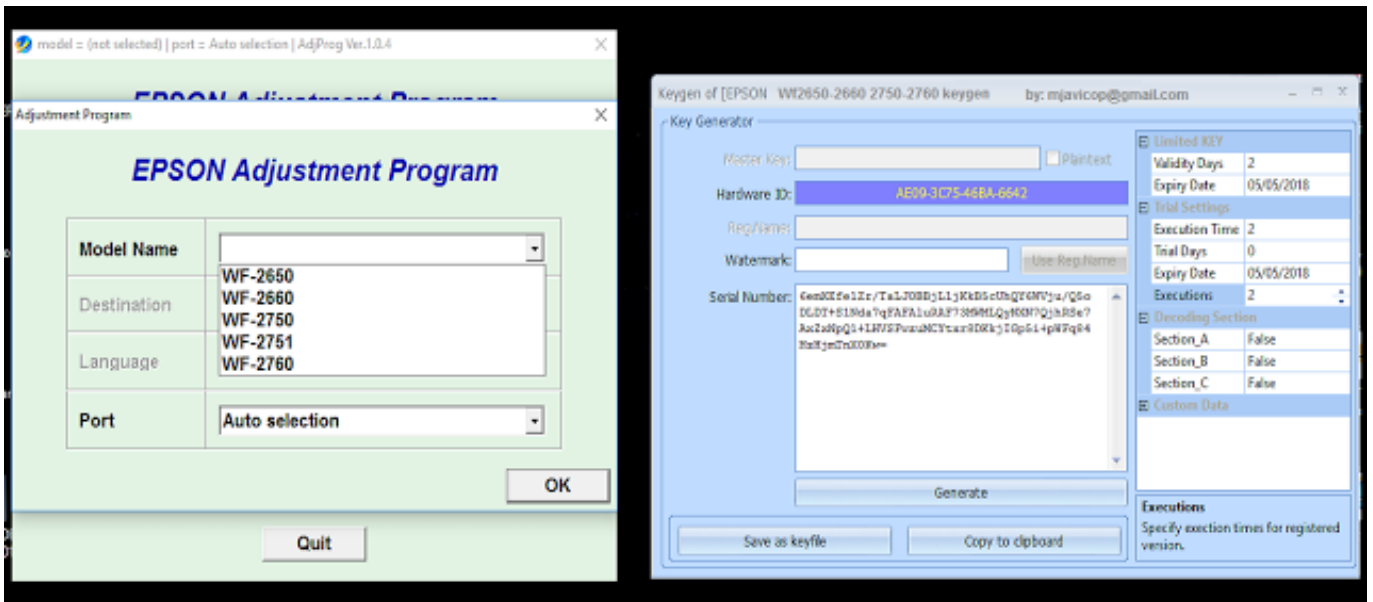 model = (not selected) | port = Auto selection | AdjProg Ver.1.0.4
EPSON Adjustment Program
Adjustment Program
EPSON Adjustment Program
Model Name
WF-2650
WF-2660
WF-2750
WF-2751
WF-2760
Destination
Language
Port Auto selection
OK
Quit
Keygen of [EPSON Wf2650-2660 2750-2760 keygen by: mjavicop@gmail.com
Key Generator
Master Key: Plaintext
Hardware ID: AE09-3C75-46BA-6642
Reg.Name:
Watermark: Use Reg.Name
Serial Number:
Generate
Save as keyfile Copy to clipboard
Limited KEY
Validity Days 2
Expiry Date 05/05/2018
Trial Settings
Execution Time 2
Trial Days 0
Expiry Date 05/05/2018
Executions 2
Decoding Section
Section_A False
Section_B False
Section_C False
Custom Data
Executions
Specify exection times for registered
version.